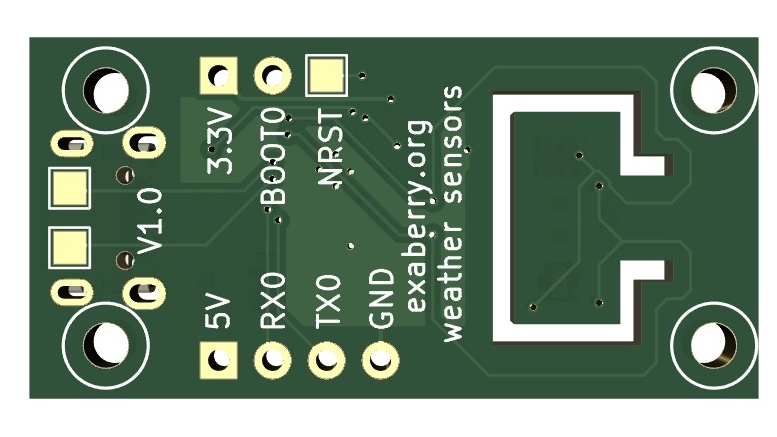 3.3V
BOOT0
NRST
V1.0
exaberry.org
weather sensors
5V
RX0
TX0
GND